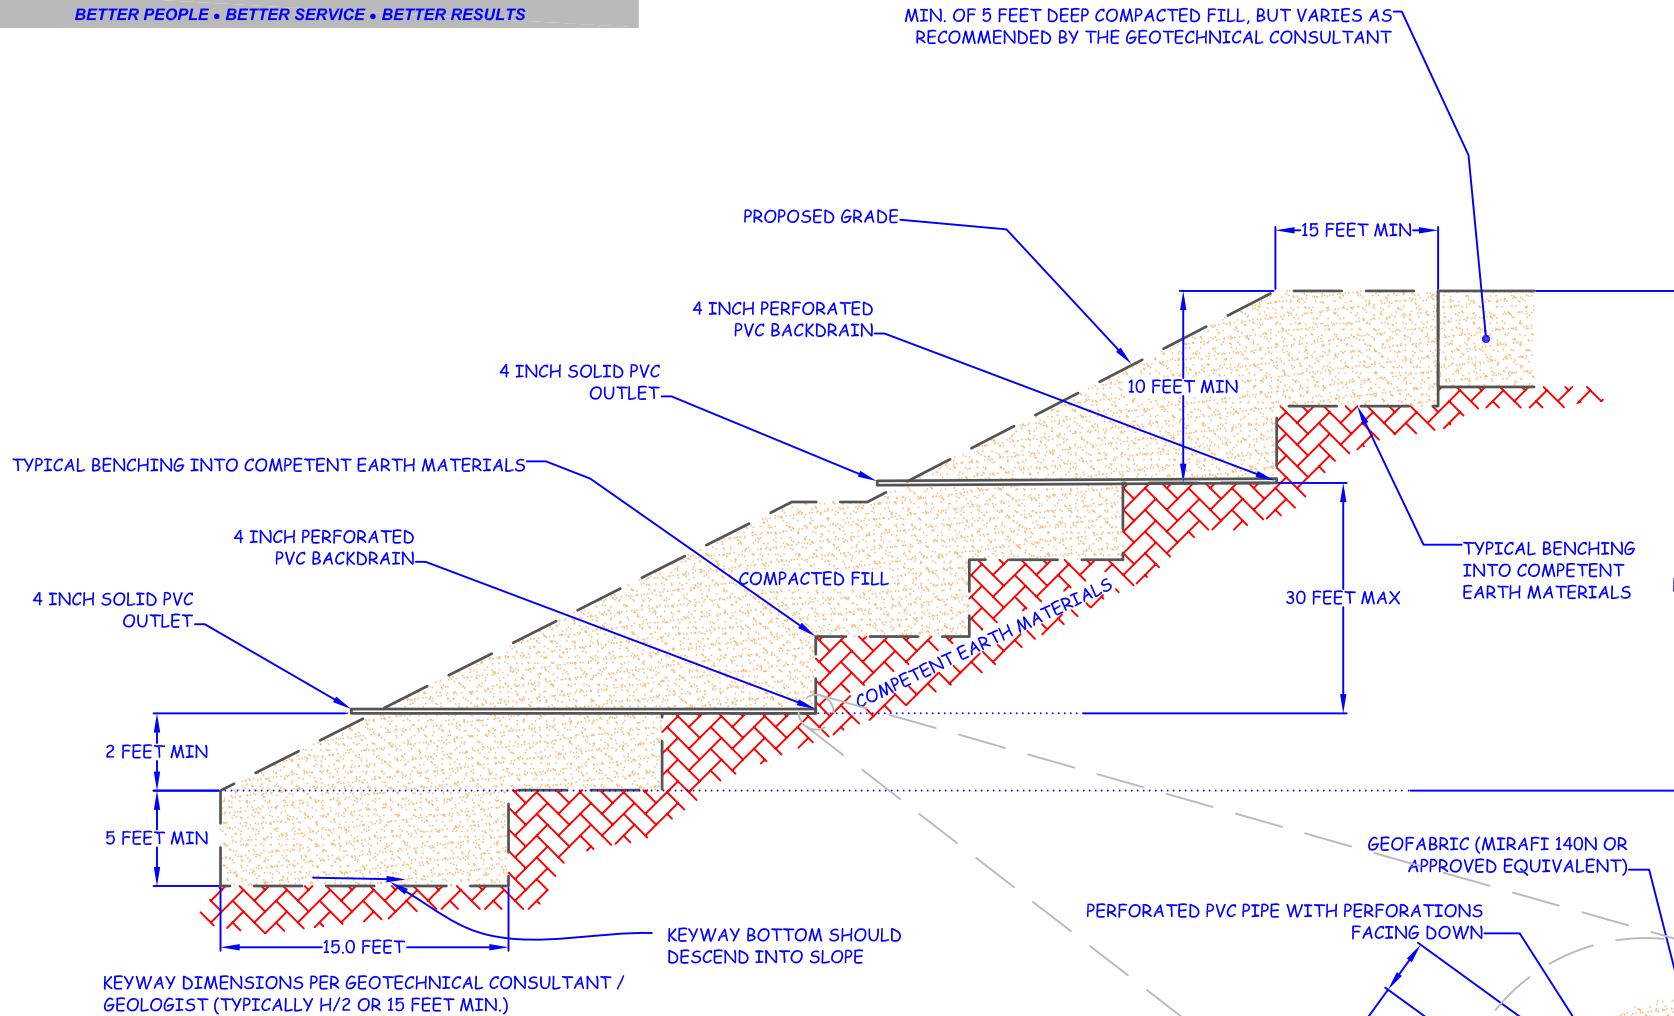 BETTER PEOPLE • BETTER SERVICE • BETTER RESULTS
MIN. OF 5 FEET DEEP COMPACTED FILL, BUT VARIES AS
RECOMMENDED BY THE GEOTECHNICAL CONSULTANT
PROPOSED GRADE
15 FEET MIN
4 INCH PERFORATED
PVC BACKDRAIN
10 FEET MIN
4 INCH SOLID PVC
OUTLET
TYPICAL BENCHING INTO COMPETENT EARTH MATERIALS
4 INCH PERFORATED
PVC BACKDRAIN
COMPACTED FILL
TYPICAL BENCHING
INTO COMPETENT
EARTH MATERIALS
30 FEET MAX
4 INCH SOLID PVC
OUTLET
COMPETENT EARTH MATERIALS
2 FEET MIN
5 FEET MIN
GEOFABRIC (MIRAFI 140N OR
APPROVED EQUIVALENT)
PERFORATED PVC PIPE WITH PERFORATIONS
FACING DOWN
15.0 FEET
KEYWAY BOTTOM SHOULD
DESCEND INTO SLOPE
KEYWAY DIMENSIONS PER GEOTECHNICAL CONSULTANT /
GEOLOGIST (TYPICALLY H/2 OR 15 FEET MIN.)